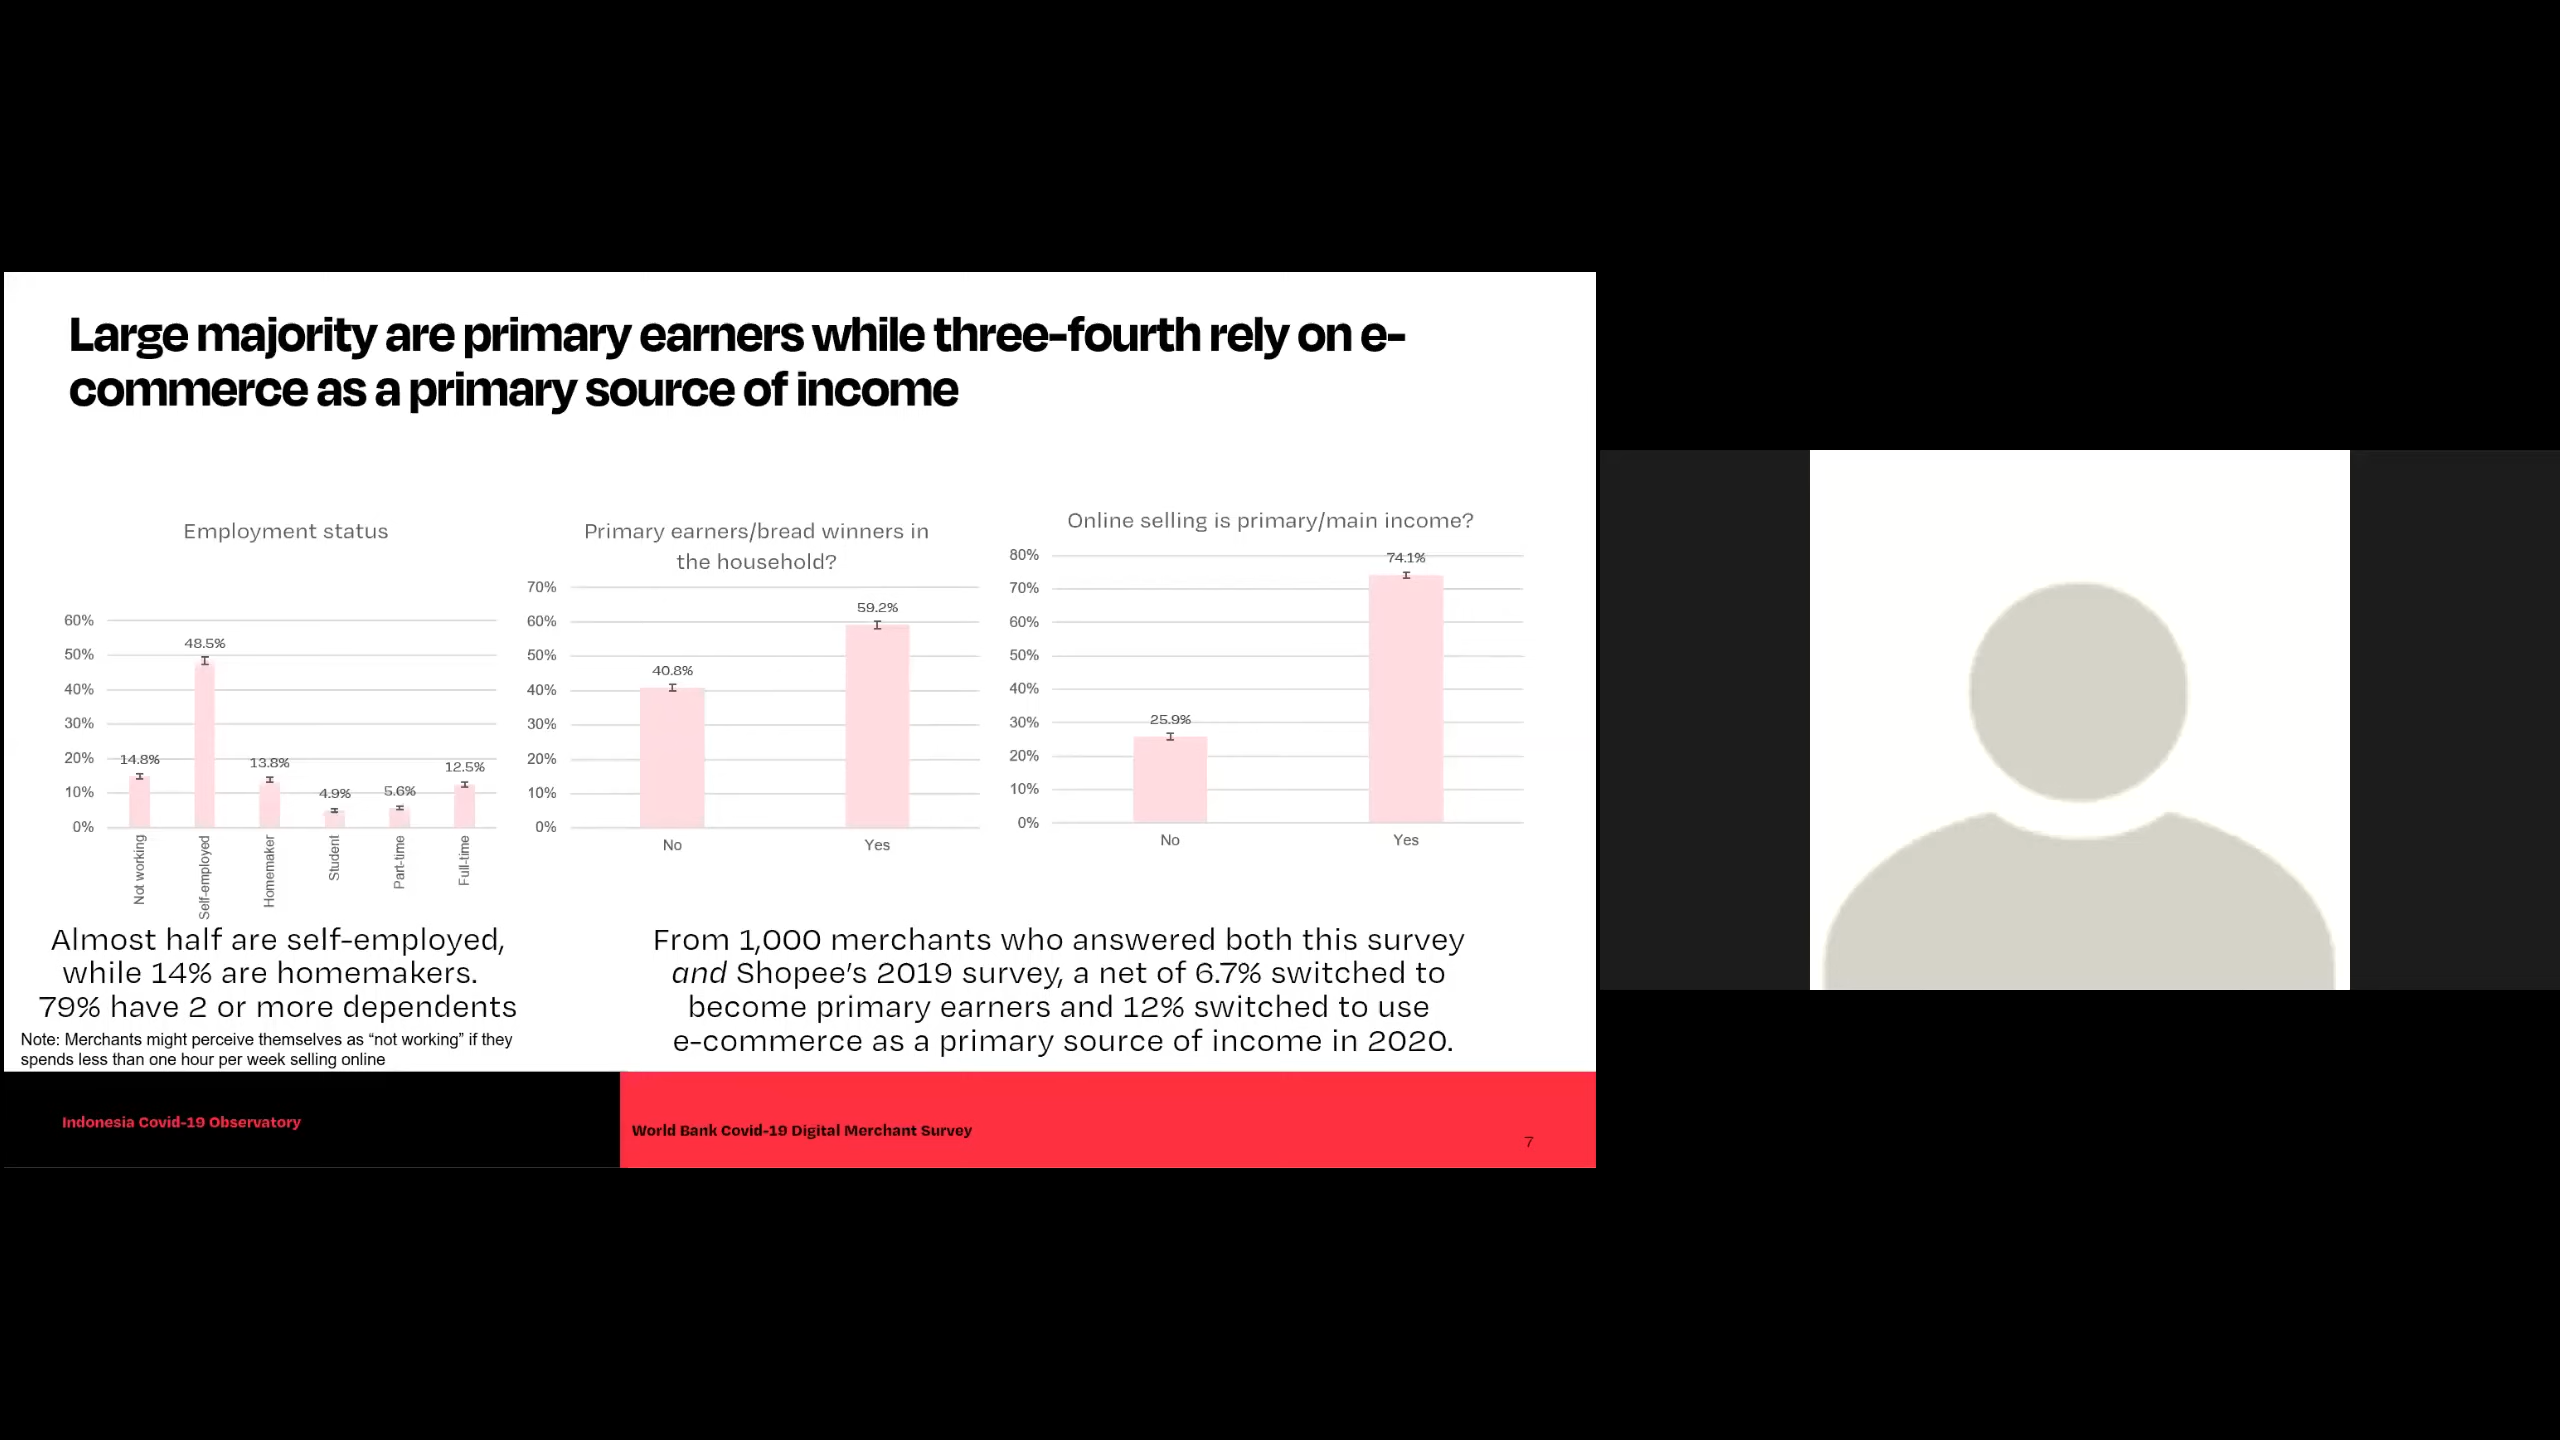 Large majority are primary earners while three-fourth rely on e-
commerce as a primary source of income
Employment status
60%
50%
40%
30%
20%
10%
0%
14.8%
48.5%
13.8%
4.9%
5.6%
12.5%
Not working
Self-employed
Homemaker
Student
Part-time
Full-time
Primary earners/bread winners in
the household?
70%
60%
50%
40%
30%
20%
10%
0%
40.8%
59.2%
No
Yes
Online selling is primary/main income?
80%
70%
60%
50%
40%
30%
20%
10%
0%
25.9%
74.1%
No
Yes
Almost half are self-employed,
while 14% are homemakers.
79% have 2 or more dependents
Note: Merchants might perceive themselves as “not working” if they
spends less than one hour per week selling online
From 1,000 merchants who answered both this survey
and Shopee’s 2019 survey, a net of 6.7% switched to
become primary earners and 12% switched to use
e-commerce as a primary source of income in 2020.
Indonesia Covid-19 Observatory
World Bank Covid-19 Digital Merchant Survey
7